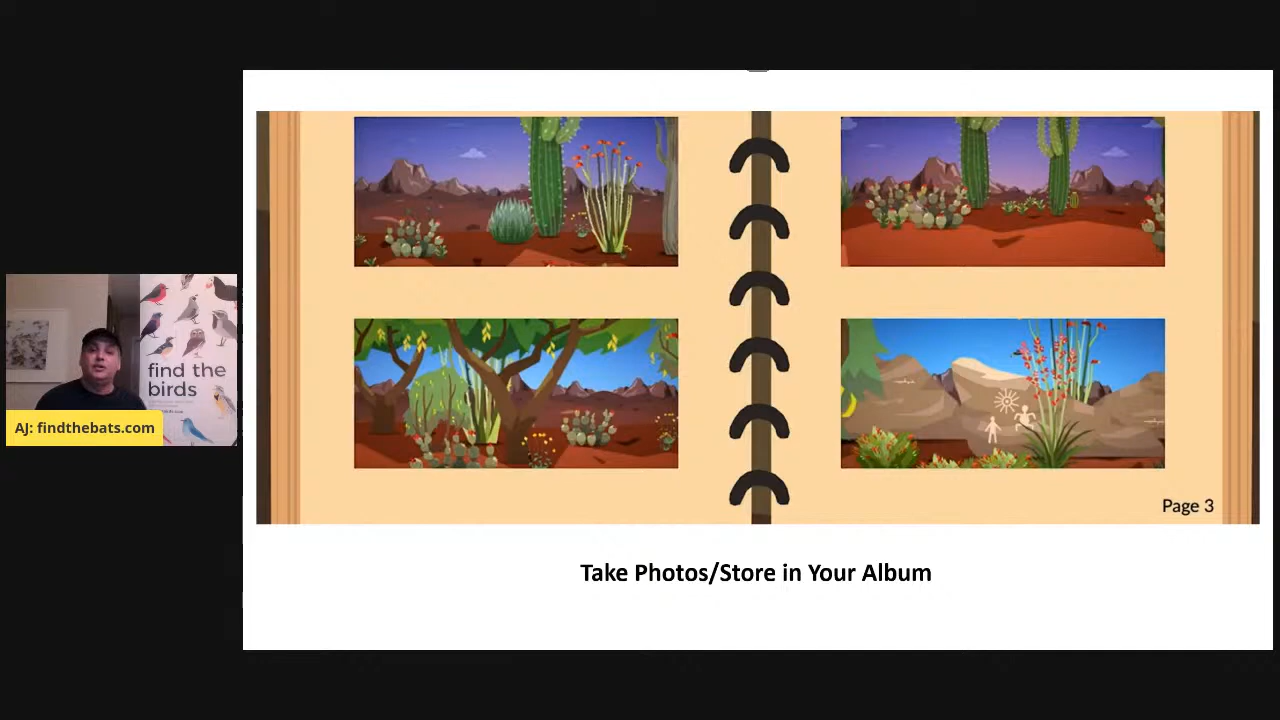 find the
birds
AJ: findthebats.com
Page 3
Take Photos/Store in Your Album